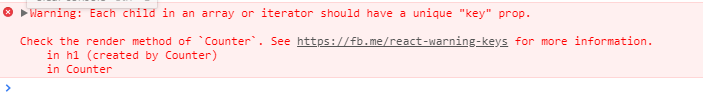 Warning: Each child in an array or iterator should have a unique "key" prop.
Check the render method of `Counter`. See https://fb.me/react-warning-keys for more information.
in h1 (created by Counter)
in Counter